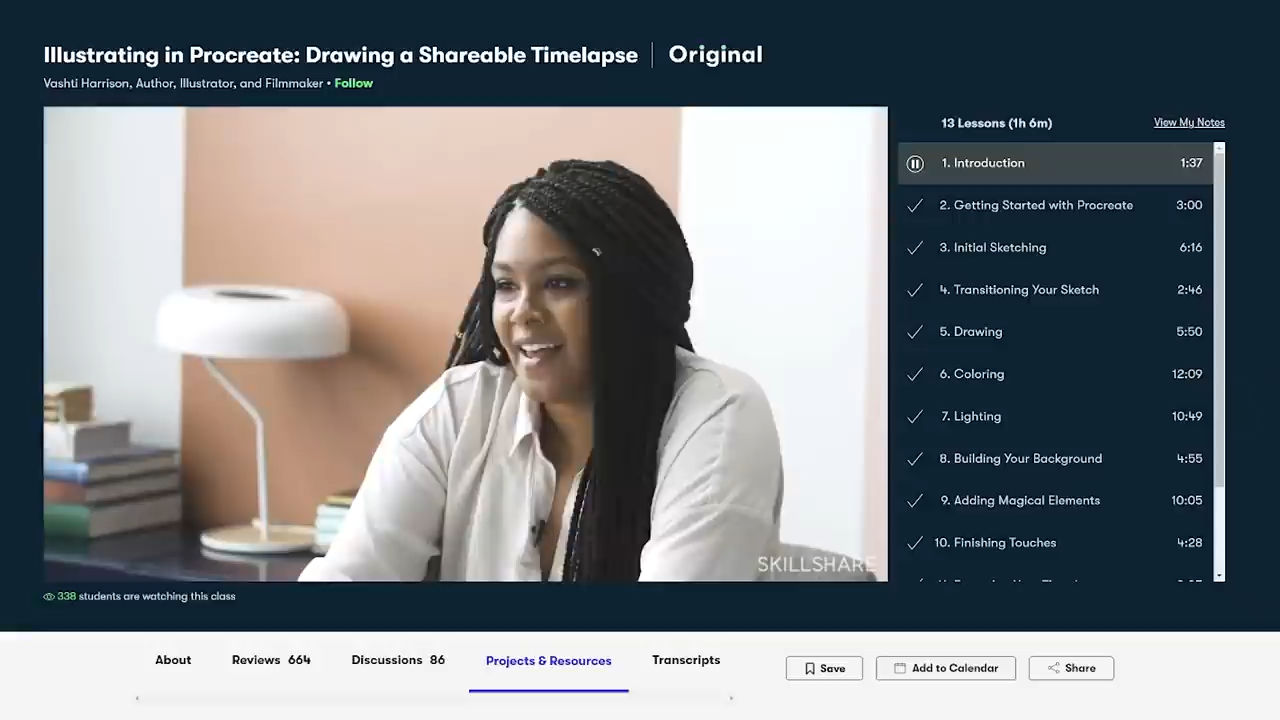 Illustrating in Procreate: Drawing a Shareable Timelapse | Original
Vashti Harrison, Author, Illustrator, and Filmmaker • Follow
SKILLSHARE
338 students are watching this class
13 Lessons (1h 6m) View My Notes
1. Introduction 1:37
2. Getting Started with Procreate 3:00
3. Initial Sketching 6:16
4. Transitioning Your Sketch 2:46
5. Drawing 5:50
6. Coloring 12:09
7. Lighting 10:49
8. Building Your Background 4:55
9. Adding Magical Elements 10:05
10. Finishing Touches 4:28
About Reviews 664 Discussions 86 Projects & Resources Transcripts Save Add to Calendar Share